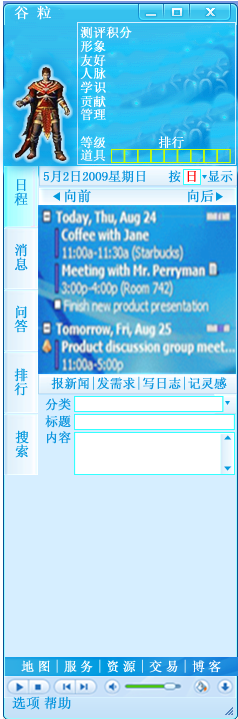 谷 粒
测评积分
形象
友好
人脉
学识
贡献
管理
等级 排行
道具
5月2日2009星期日 按 日 显示
向前 向后
日程
消息
问答
排行
搜索
Today, Thu, Aug 24
Coffee with Jane
11:00a-11:30a (Starbucks)
Meeting with Mr. Perryman
3:00p-4:00p (Room 742)
Finish new product presentation
Tomorrow, Fri, Aug 25
Product discussion group meet...
11:00a-5:00p
报新闻|发需求|写日志|记灵感
分类
标题
内容
地图|服务|资源|交易|博客
选项 帮助